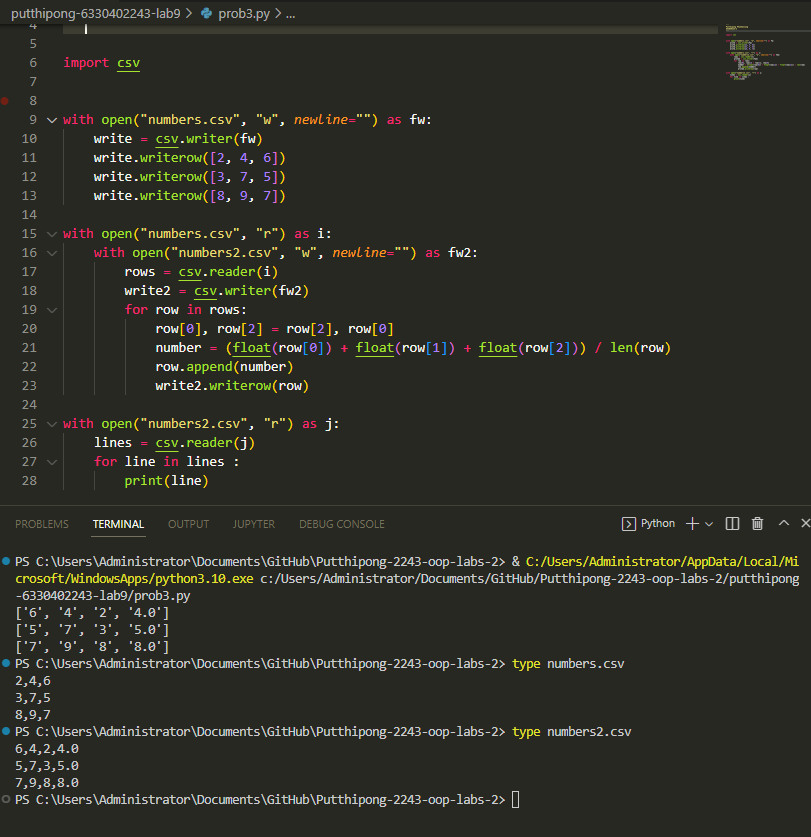 putthipong-6330402243-lab9 > prob3.py > ...
4
5
6 import csv
7
8
9 with open("numbers.csv", "w", newline="") as fw:
10     write = csv.writer(fw)
11     write.writerow([2, 4, 6])
12     write.writerow([3, 7, 5])
13     write.writerow([8, 9, 7])
14
15 with open("numbers.csv", "r") as i:
16     with open("numbers2.csv", "w", newline="") as fw2:
17         rows = csv.reader(i)
18         write2 = csv.writer(fw2)
19         for row in rows:
20             row[0], row[2] = row[2], row[0]
21             number = (float(row[0]) + float(row[1]) + float(row[2])) / len(row)
22             row.append(number)
23             write2.writerow(row)
24
25 with open("numbers2.csv", "r") as j:
26     lines = csv.reader(j)
27     for line in lines :
28         print(line)
PROBLEMS TERMINAL OUTPUT JUPYTER DEBUG CONSOLE Python
PS C:\Users\Administrator\Documents\GitHub\Putthipong-2243-oop-labs-2> & C:/Users/Administrator/AppData/Local/Mi
crosoft/WindowsApps/python3.10.exe c:/Users/Administrator/Documents/GitHub/Putthipong-2243-oop-labs-2/putthipong
-6330402243-lab9/prob3.py
['6', '4', '2', '4.0']
['5', '7', '3', '5.0']
['7', '9', '8', '8.0']
PS C:\Users\Administrator\Documents\GitHub\Putthipong-2243-oop-labs-2> type numbers.csv
2,4,6
3,7,5
8,9,7
PS C:\Users\Administrator\Documents\GitHub\Putthipong-2243-oop-labs-2> type numbers2.csv
6,4,2,4.0
5,7,3,5.0
7,9,8,8.0
PS C:\Users\Administrator\Documents\GitHub\Putthipong-2243-oop-labs-2>